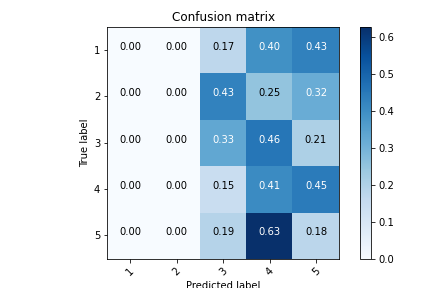 Confusion matrix
1 0.00 0.00 0.17 0.40 0.43
2 0.00 0.00 0.43 0.25 0.32
3 0.00 0.00 0.33 0.46 0.21
4 0.00 0.00 0.15 0.41 0.45
5 0.00 0.00 0.19 0.63 0.18
1 2 3 4 5
True label
Predicted label
0.6
0.5
0.4
0.3
0.2
0.1
0.0